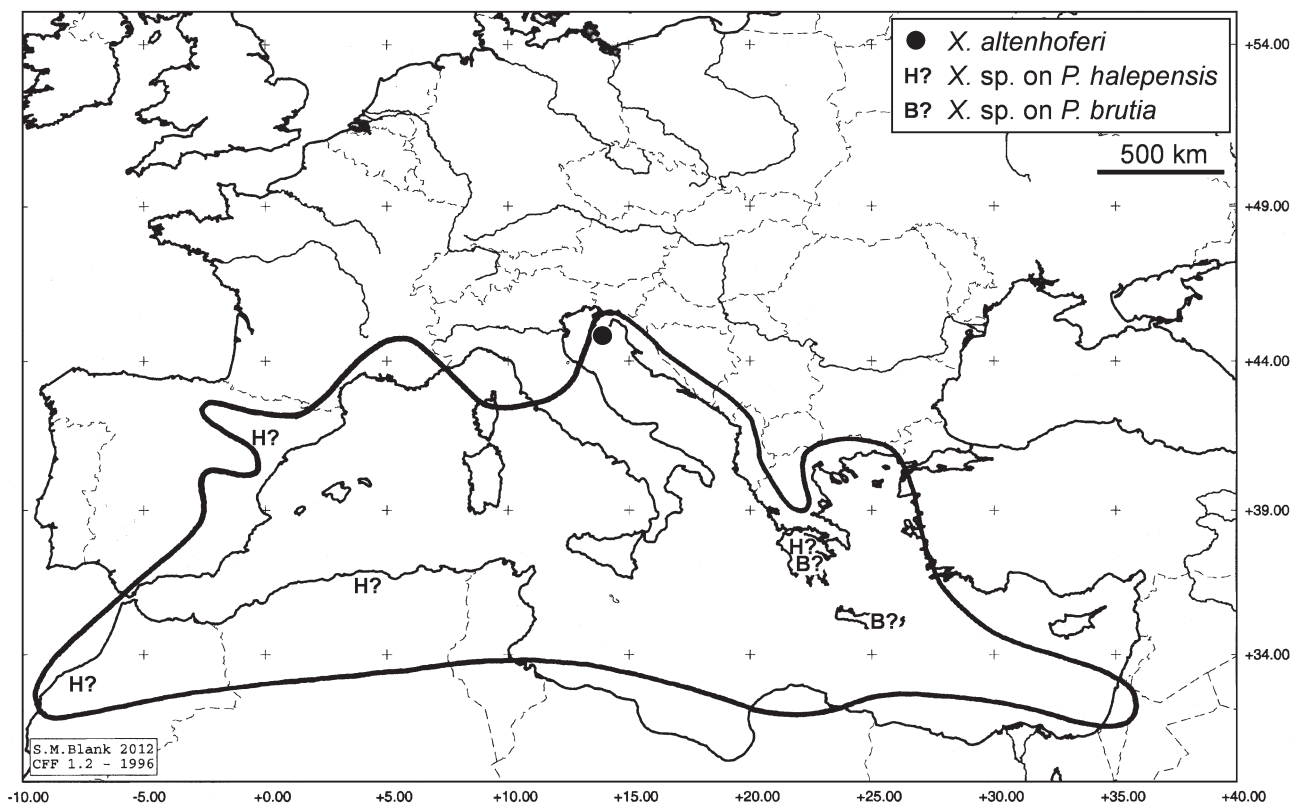 X. altenhoferi
H? X. sp. on P. halepensis
B? X. sp. on P. brutia
500 km
+54.00
+49.00
+44.00
+39.00
+34.00
H?
H?
B?
H?
B?
H?
S.M.Blank 2012
CFF 1.2 - 1996
-10.00 -5.00 +0.00 +5.00 +10.00 +15.00 +20.00 +25.00 +30.00 +35.00 +40.00